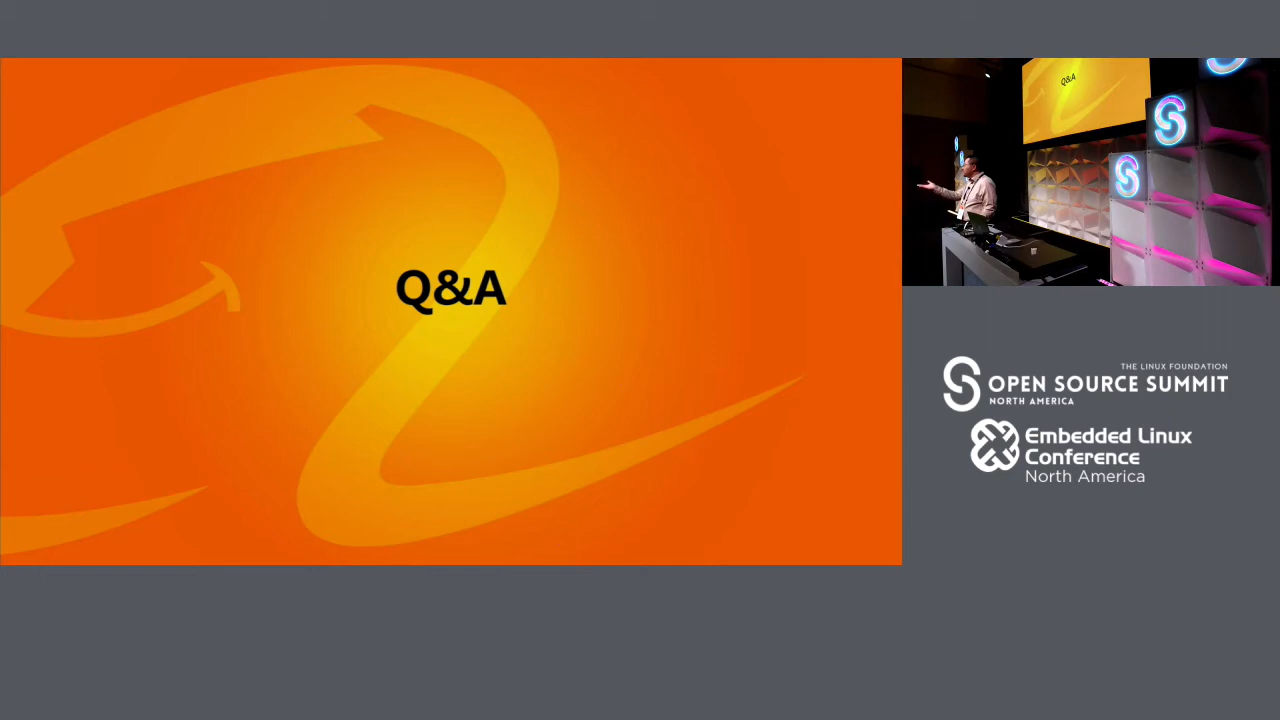 Q&A
Q&A
THE LINUX FOUNDATION
OPEN SOURCE SUMMIT
NORTH AMERICA
Embedded Linux
Conference
North America